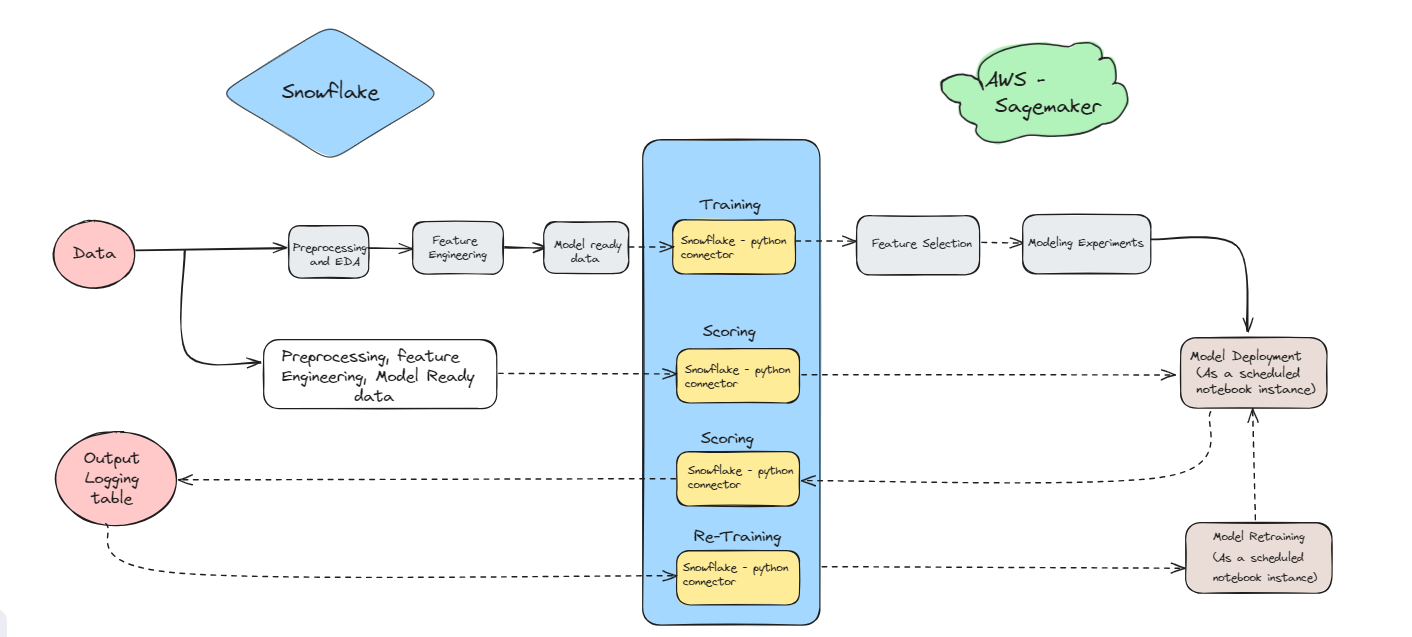 Snowflake
AWS -
Sagemaker
Training
Data
Preprocessing
and EDA
Feature
Engineering
Model ready
data
Snowflake - python
connector
Feature Selection
Modeling Experiments
Scoring
Preprocessing, feature
Engineering, Model Ready
data
Snowflake - python
connector
Model Deployment
(As a scheduled
notebook instance)
Scoring
Output
Logging
table
Snowflake - python
connector
Re-Training
Snowflake - python
connector
Model Retraining
(As a scheduled
notebook instance)